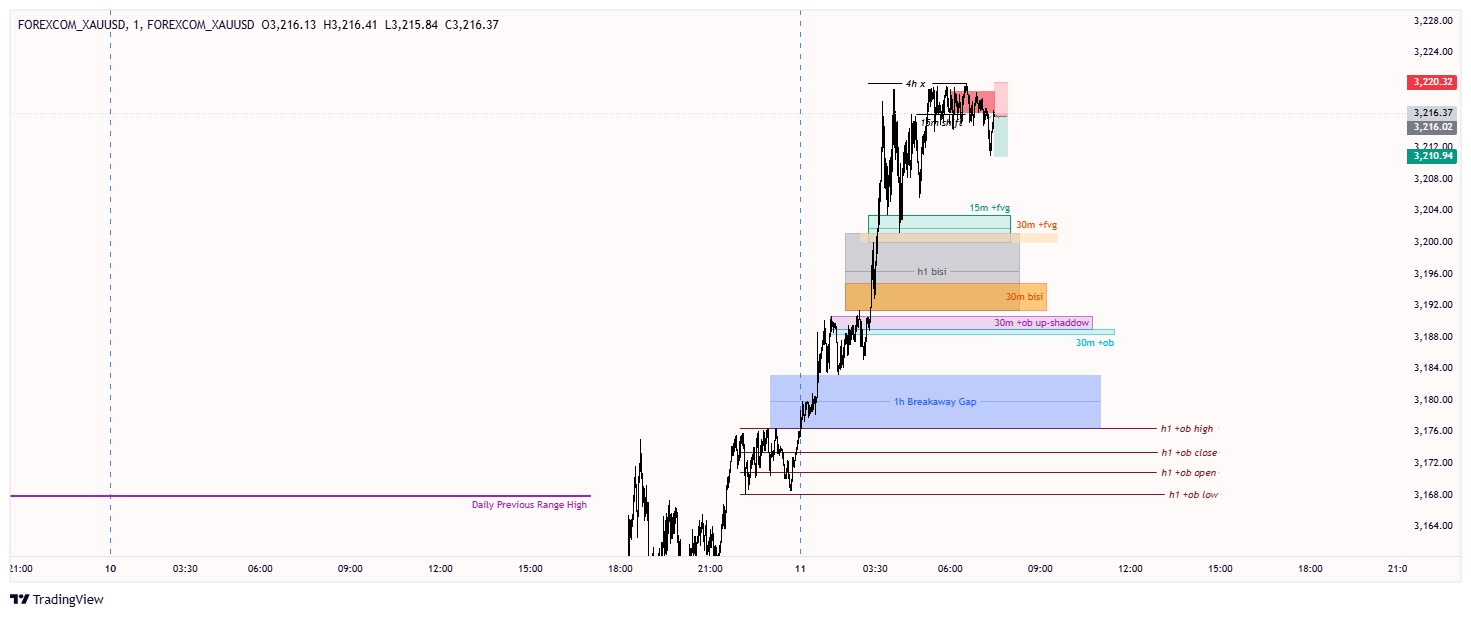 FOREXCOM_XAUUSD, 1, FOREXCOM_XAUUSD O3,216.13 H3,216.41 L3,215.84 C3,216.37
3,228.00
3,224.00
4h x
3,220.32
3,216.37
15m shift
3,216.02
3,212.00
3,210.94
3,208.00
15m +fvg
3,204.00
30m +fvg
3,200.00
h1 bisi
3,196.00
30m bisi
3,192.00
30m +ob up-shaddow
3,188.00
30m +ob
3,184.00
1h Breakaway Gap
3,180.00
h1 +ob high
3,176.00
h1 +ob close
3,172.00
h1 +ob open
h1 +ob low
3,168.00
Daily Previous Range High
3,164.00
21:00 10 03:30 06:00 09:00 12:00 15:00 18:00 21:00 11 03:30 06:00 09:00 12:00 15:00 18:00 21:0
TradingView